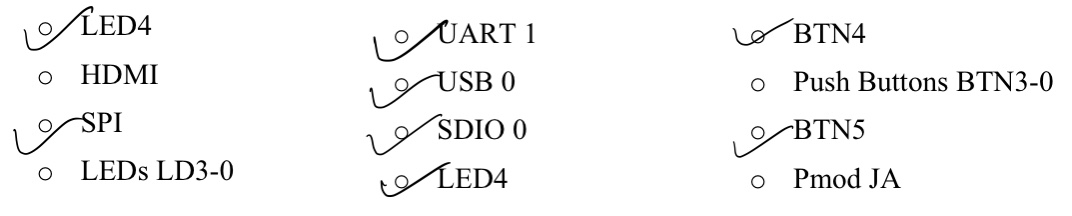 LED4
HDMI
SPI
LEDs LD3-0
UART 1
USB 0
SDIO 0
LED4
BTN4
Push Buttons BTN3-0
BTN5
Pmod JA